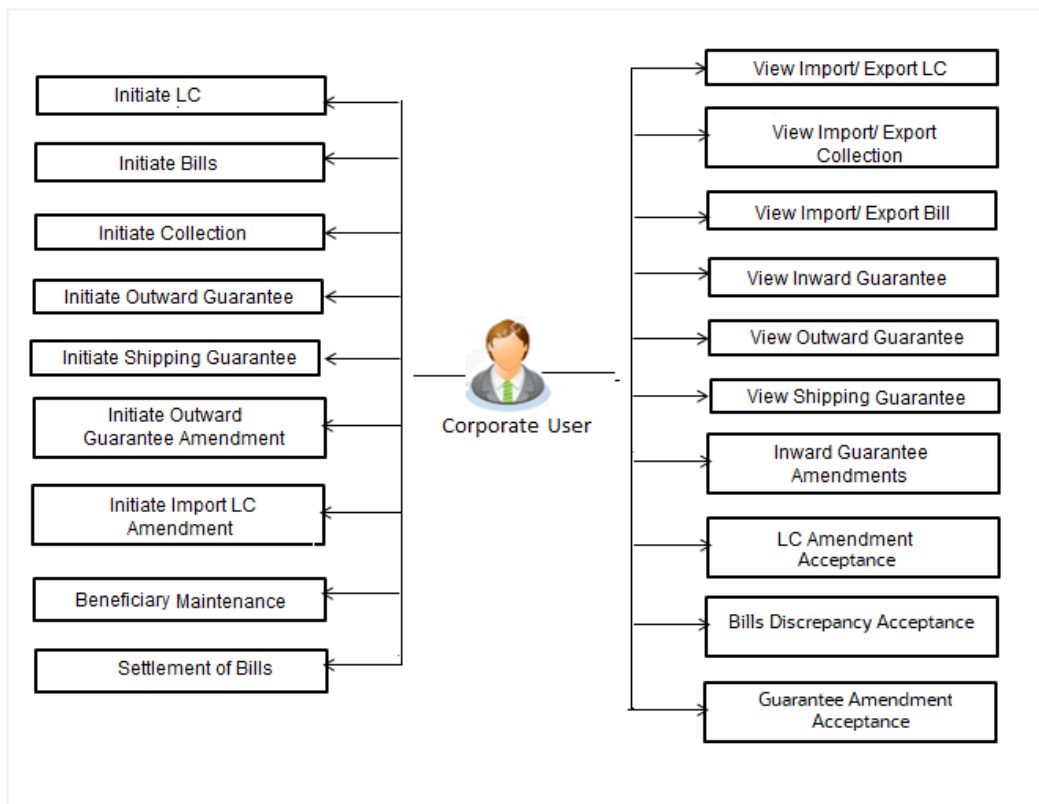 Initiate LC
Initiate Bills
Initiate Collection
Initiate Outward Guarantee
Initiate Shipping Guarantee
Initiate Outward
Guarantee Amendment
Initiate Import LC
Amendment
Beneficiary Maintenance
Settlement of Bills
Corporate User
View Import/ Export LC
View Import/ Export
Collection
View Import/ Export Bill
View Inward Guarantee
View Outward Guarantee
View Shipping Guarantee
Inward Guarantee
Amendments
LC Amendment
Acceptance
Bills Discrepancy Acceptance
Guarantee Amendment
Acceptance